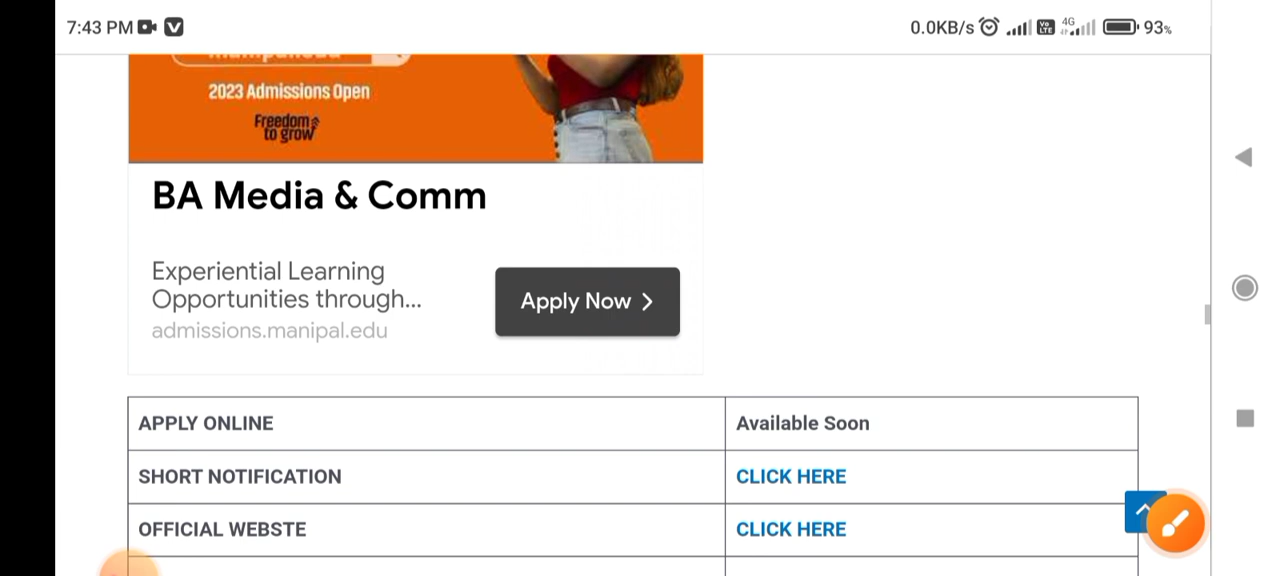 7:43 PM
0.0KB/s 4G 93%
2023 Admissions Open
Freedom
to grow
BA Media & Comm
Experiential Learning
Opportunities through...
admissions.manipal.edu
Apply Now
APPLY ONLINE Available Soon
SHORT NOTIFICATION CLICK HERE
OFFICIAL WEBSTE CLICK HERE